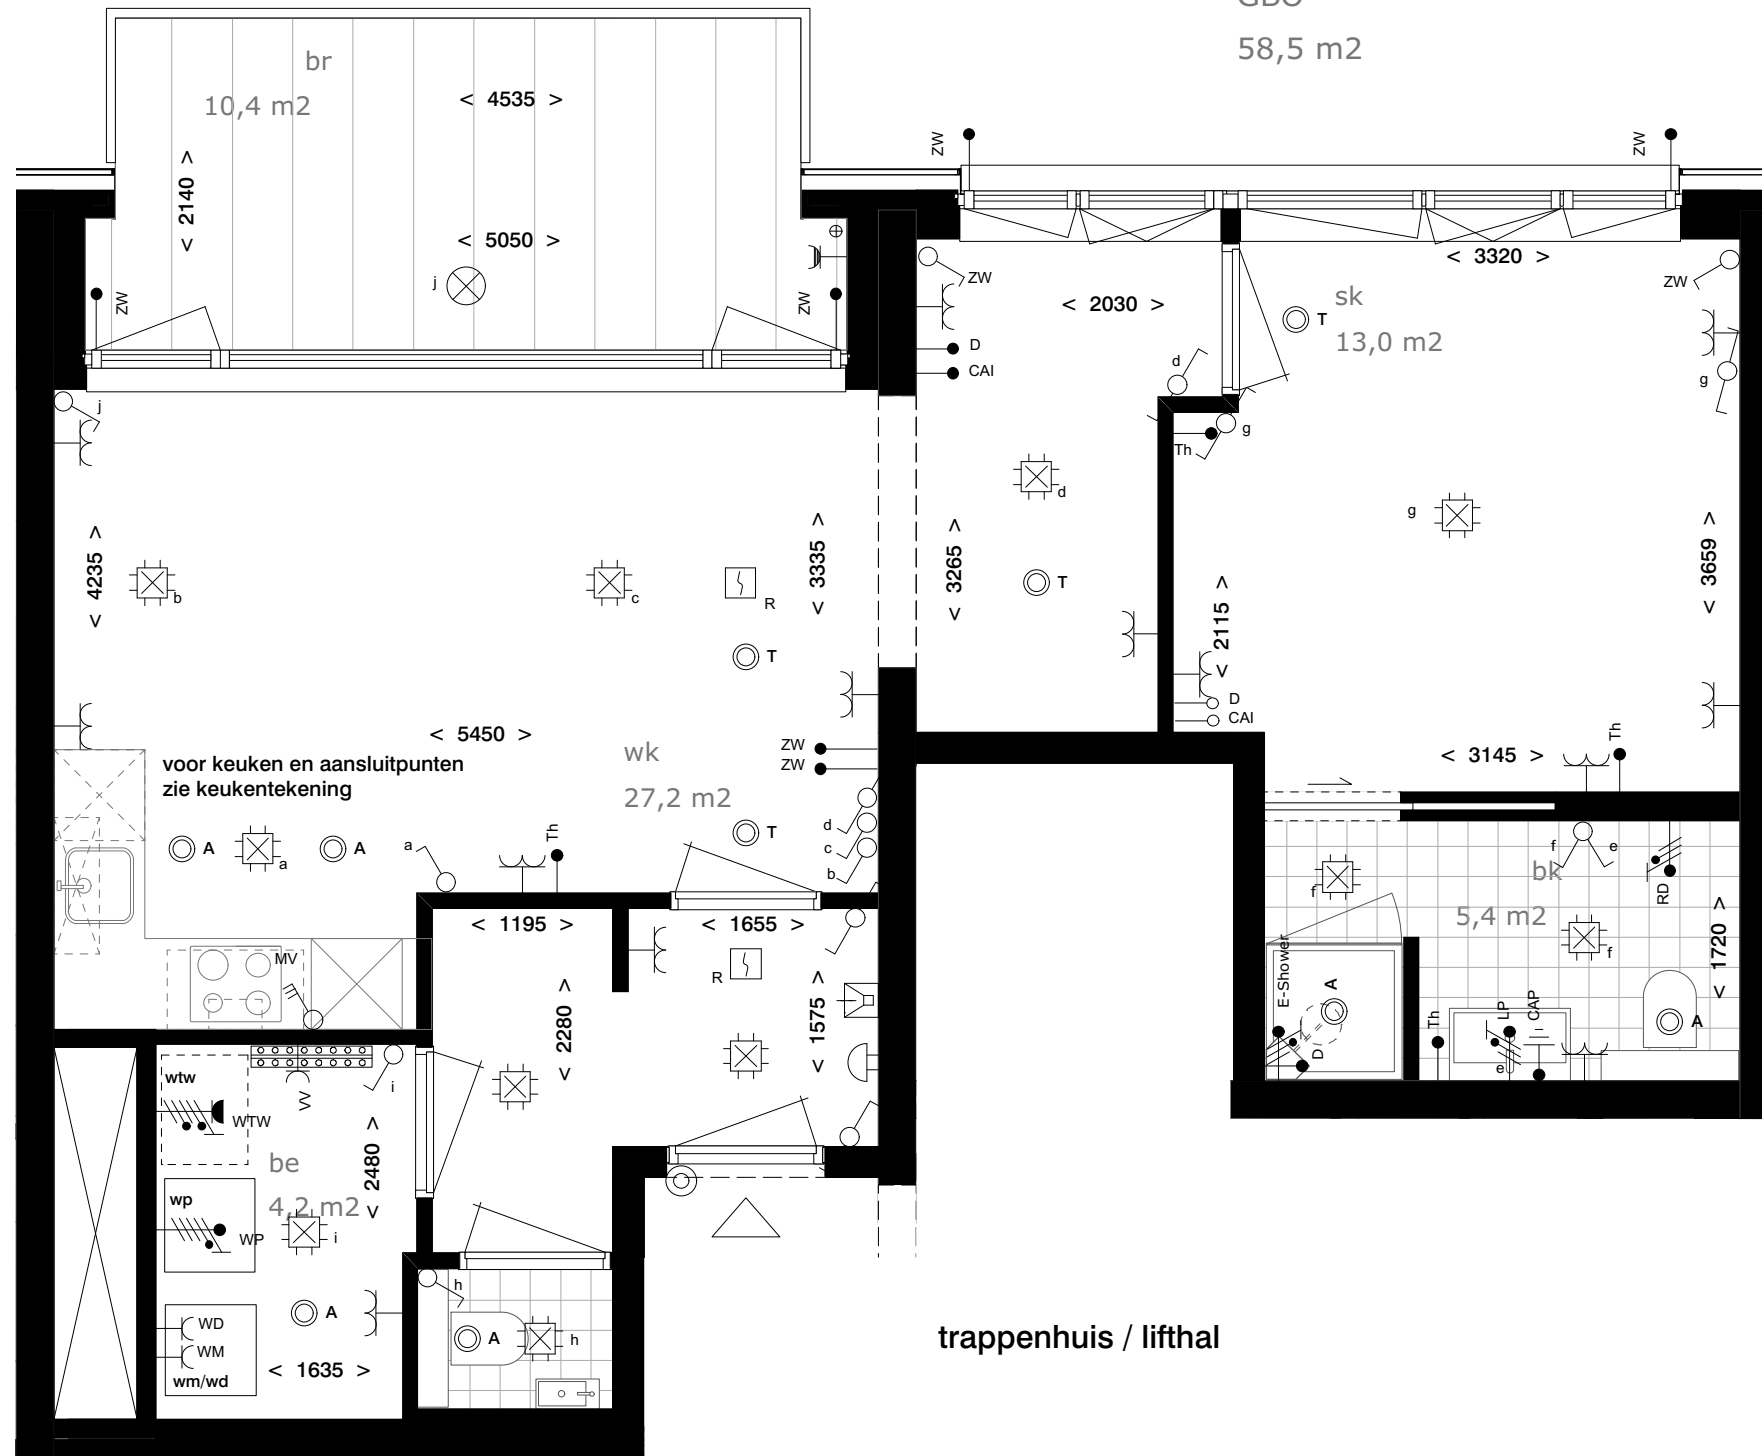 GBO
58,5 m2
br
10,4 m2
< 4535 >
< 2140 >
< 5050 >
j
ZW
ZW
ZW
ZW
< 3320 >
ZW
ZW
< 2030 >
sk
13,0 m2
T
D
CAI
d
g
j
g
Th
d
g
< 4235 >
b
c
R
< 3335 >
< 3265 >
T
< 3659 >
< 2115 >
T
D
CAI
< 5450 >
wk
27,2 m2
ZW
ZW
voor keuken en aansluitpunten
zie keukentekening
Th
< 3145 >
A
a
A
a
Th
T
d
c
b
f
e
bk
5,4 m2
f
RD
f
< 1720 >
< 1195 >
< 1655 >
MV
R
< 2280 >
< 1575 >
E-Shower
A
D
Th
LP
CAP
e
A
wtw
WTW
VV
i
< 2480 >
be
4,2 m2
wp
WP
i
A
WD
WM
wm/wd
< 1635 >
h
A
h
trappenhuis / lifthal